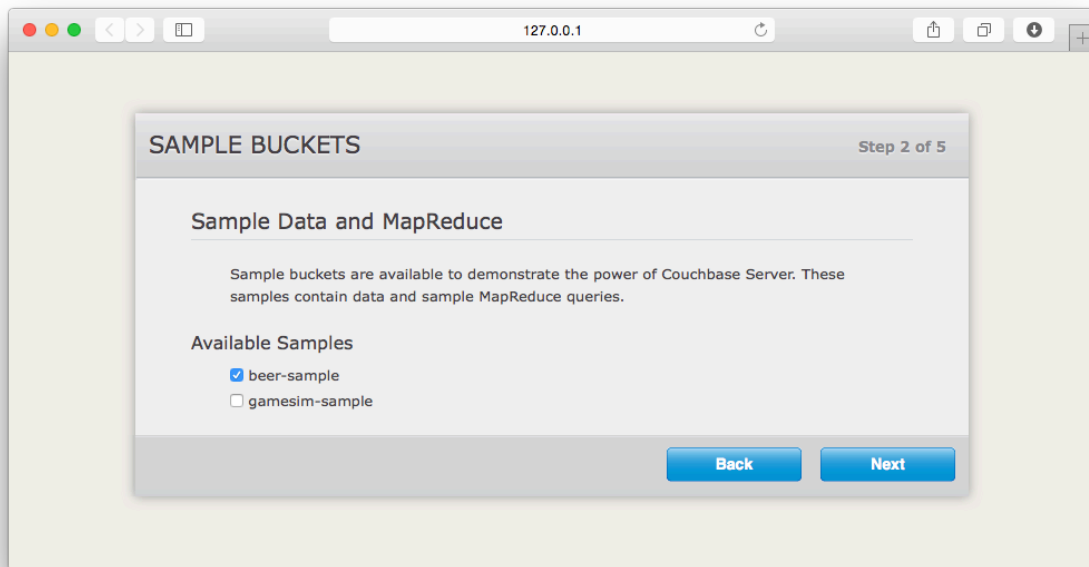 127.0.0.1
SAMPLE BUCKETS
Step 2 of 5
Sample Data and MapReduce
Sample buckets are available to demonstrate the power of Couchbase Server. These
samples contain data and sample MapReduce queries.
Available Samples
beer-sample
gamesim-sample
Back
Next